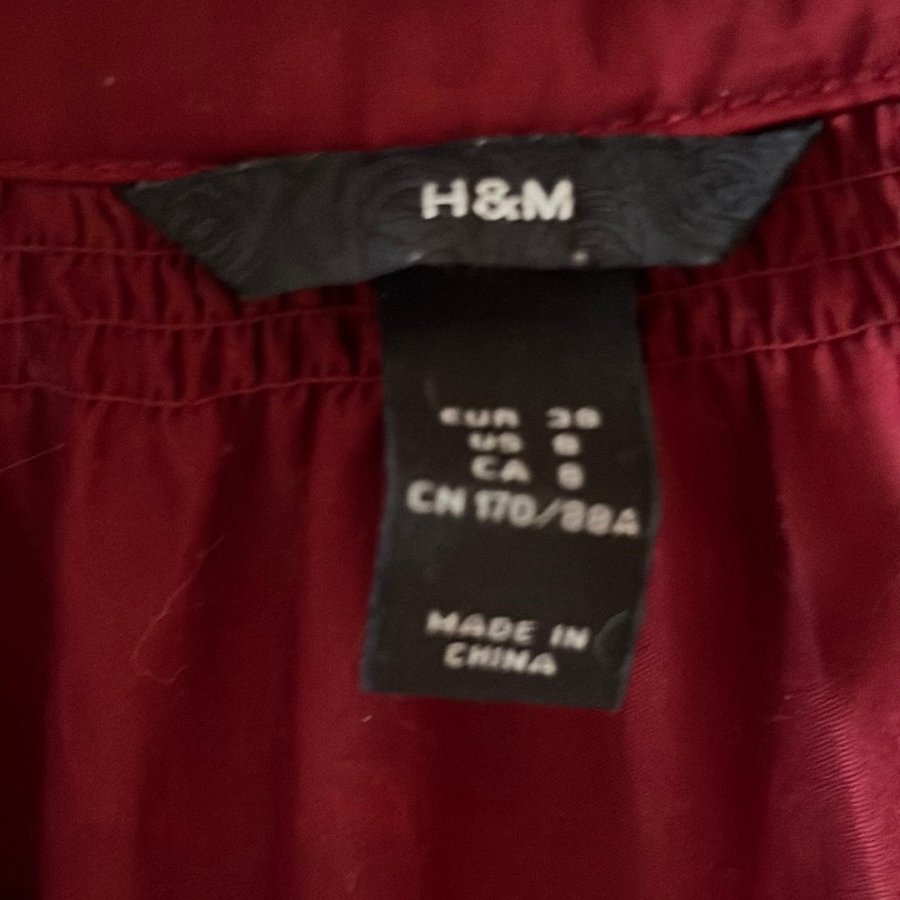 H&M
EUR 38
US 8
CA 8
CN 170/88A
MADE IN
CHINA